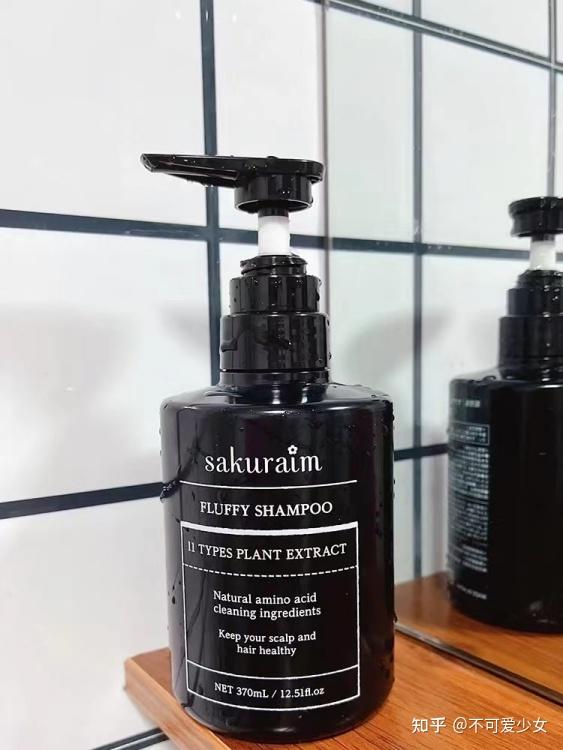 sakuraim
FLUFFY SHAMPOO
11 TYPES PLANT EXTRACT
Natural amino acid
cleaning ingredients
Keep your scalp and
hair healthy
NET 370mL / 12.51fl.oz
知乎 @不可爱少女